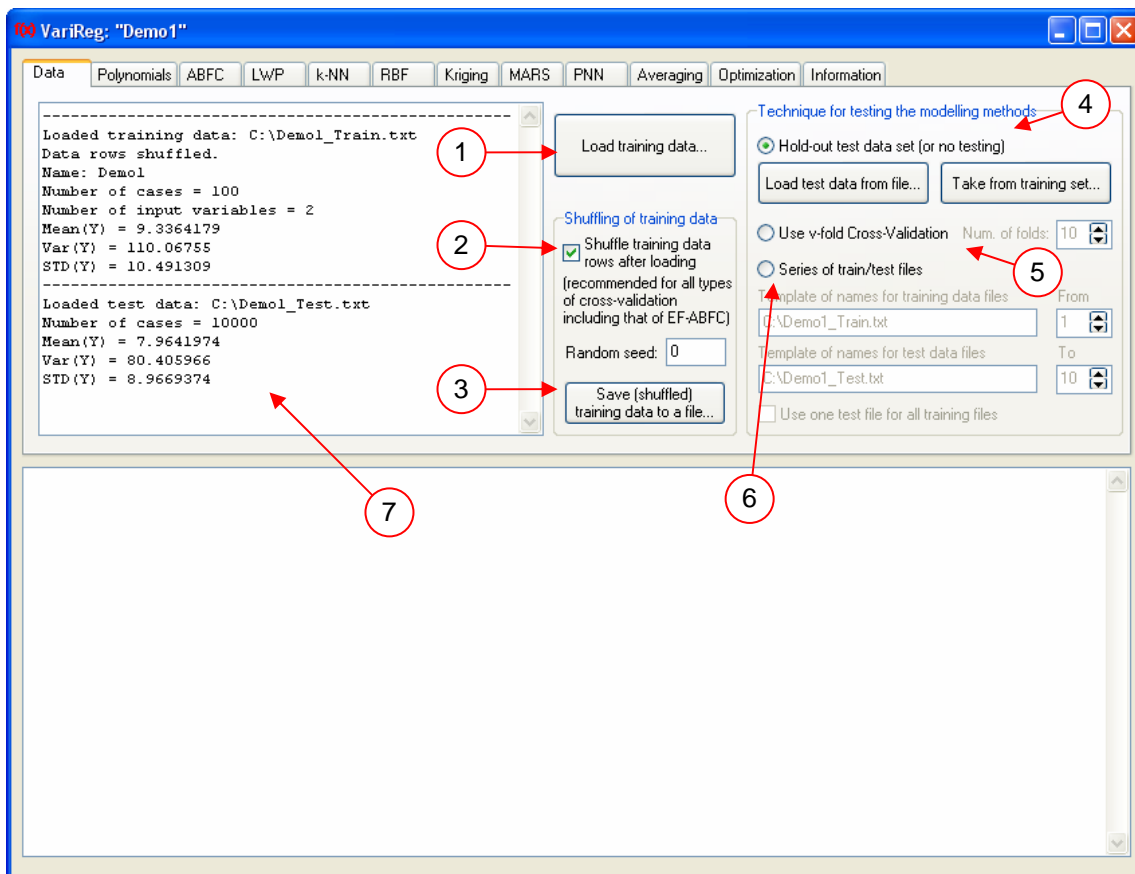 f(x) VariReg: "Demo1"
Data Polynomials ABFC LWP k-NN RBF Kriging MARS PNN Averaging Optimization Information
--------------------------------------------------
Loaded training data: C:\Demo1_Train.txt
Data rows shuffled.
Name: Demo1
Number of cases = 100
Number of input variables = 2
Mean(Y) = 9.3364179
Var(Y) = 110.06755
STD(Y) = 10.491309
--------------------------------------------------
Loaded test data: C:\Demo1_Test.txt
Number of cases = 10000
Mean(Y) = 7.9641974
Var(Y) = 80.405966
STD(Y) = 8.9669374
7
1
Load training data...
Shuffling of training data
2
Shuffle training data
rows after loading
(recommended for all types
of cross-validation
including that of EF-ABFC)
Random seed: 0
3
Save (shuffled)
training data to a file...
Technique for testing the modelling methods
4
Hold-out test data set (or no testing)
Load test data from file... Take from training set...
Use v-fold Cross-Validation Num. of folds: 10
5
Series of train/test files
Template of names for training data files From
C:\Demo1_Train.txt 1
Template of names for test data files To
C:\Demo1_Test.txt 10
Use one test file for all training files
6